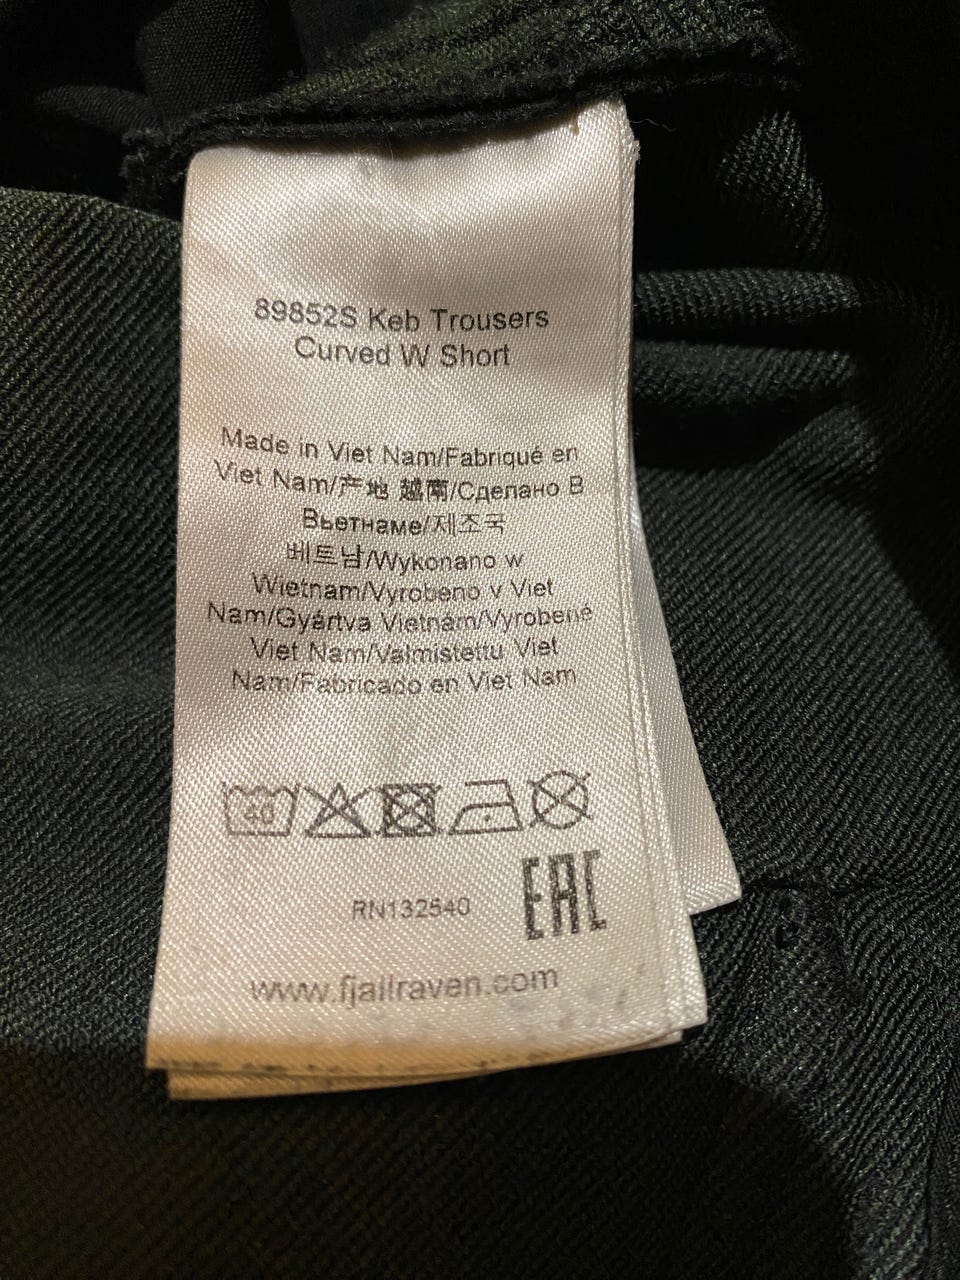 89852S Keb Trousers
Curved W Short
Made in Viet Nam/Fabriqué en
Viet Nam/产地 越南/Сделано В
Вьетнаме/제조국
베트남/Wykonano w
Wietnam/Vyrobeno v Viet
Nam/Gyártva Vietnám/Vyrobené
Viet Nam/Valmistettu Viet
Nam/Fabricado en Viet Nam
40
EAC
RN132540
www.fjallraven.com